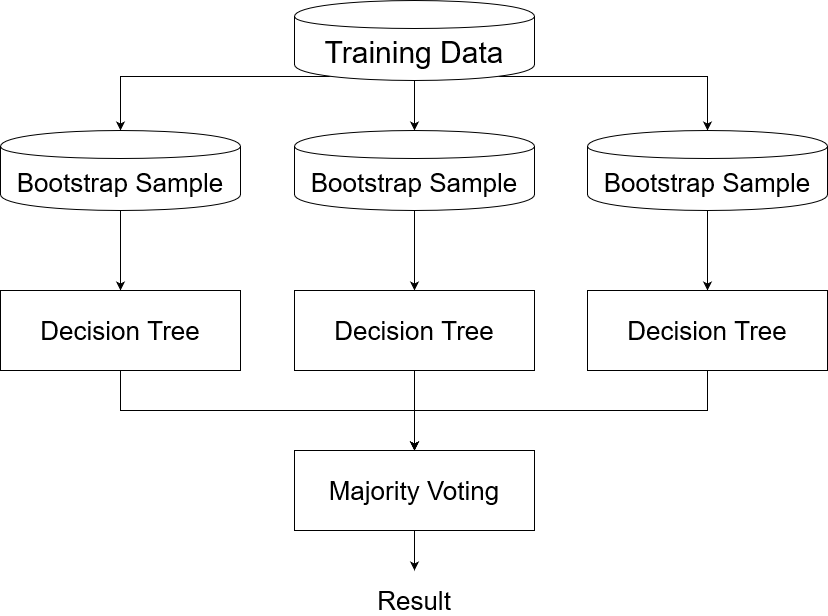 Training Data
Bootstrap Sample
Bootstrap Sample
Bootstrap Sample
Decision Tree
Decision Tree
Decision Tree
Majority Voting
Result